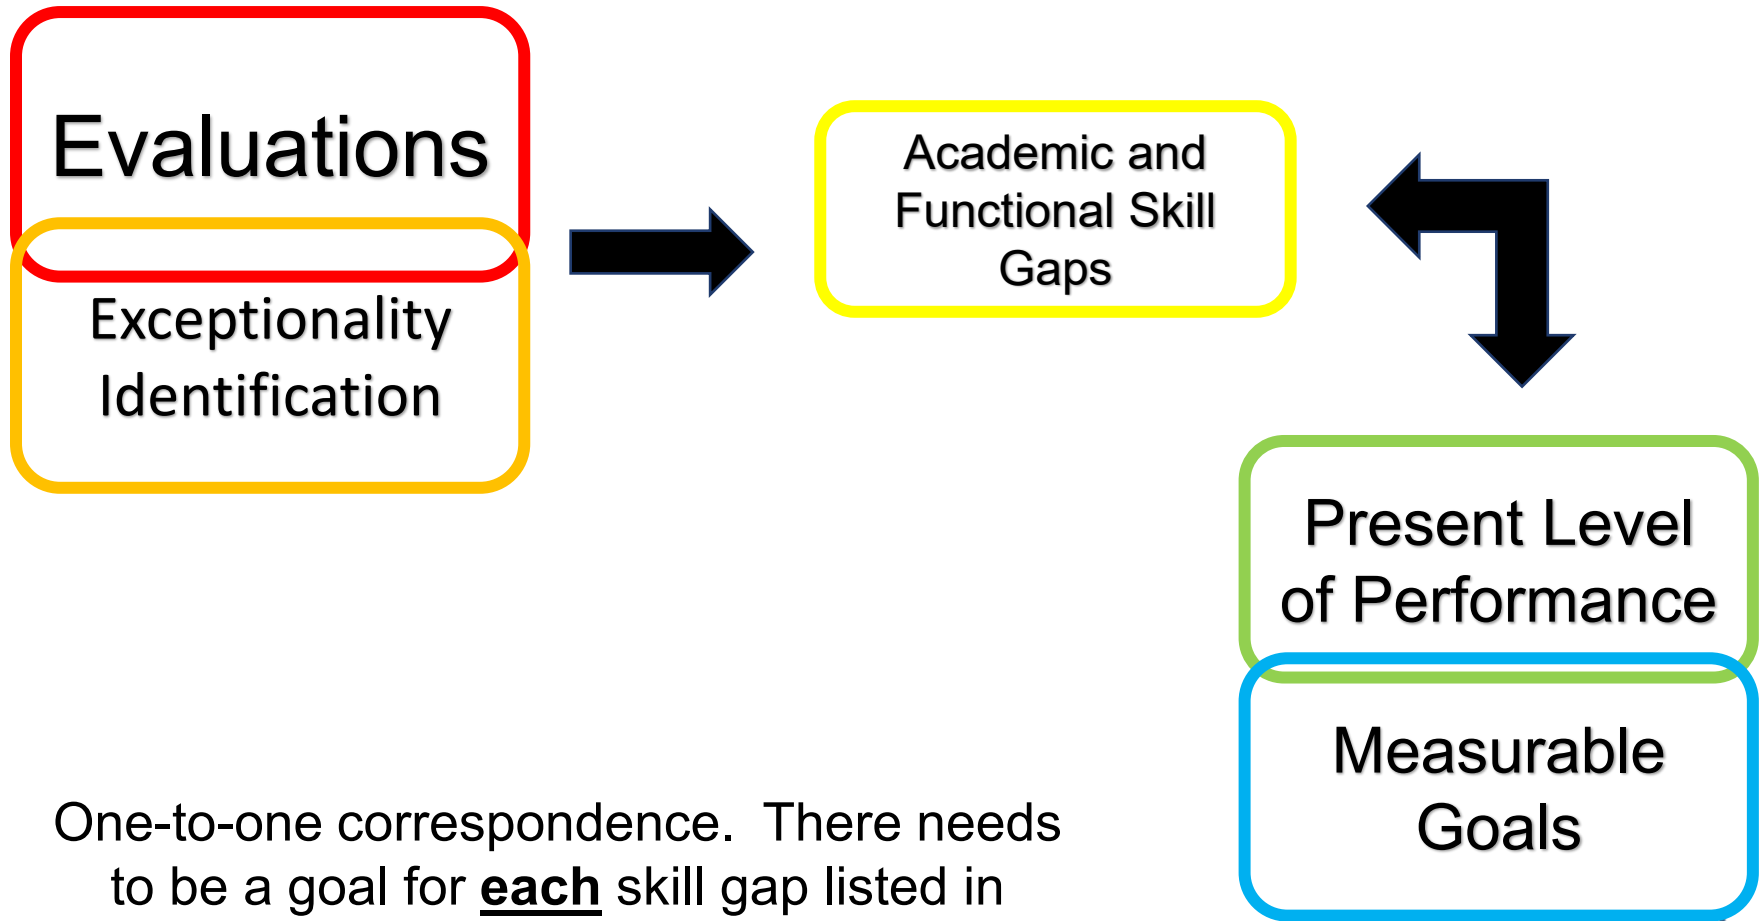 Evaluations
Exceptionality
Identification
Academic and
Functional Skill
Gaps
Present Level
of Performance
Measurable
Goals
One-to-one correspondence.  There needs
to be a goal for each skill gap listed in